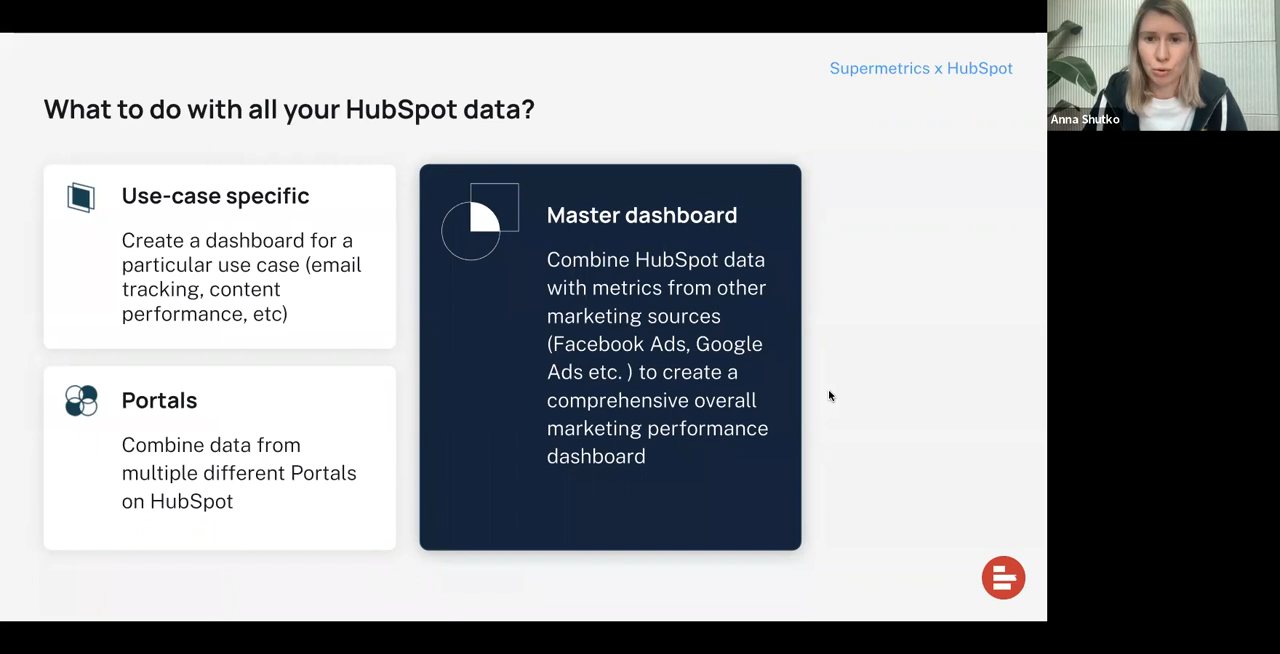 Supermetrics x HubSpot
What to do with all your HubSpot data?
Use-case specific
Create a dashboard for a
particular use case (email
tracking, content
performance, etc)
Portals
Combine data from
multiple different Portals
on HubSpot
Master dashboard
Combine HubSpot data
with metrics from other
marketing sources
(Facebook Ads, Google
Ads etc. ) to create a
comprehensive overall
marketing performance
dashboard
Anna Shutko